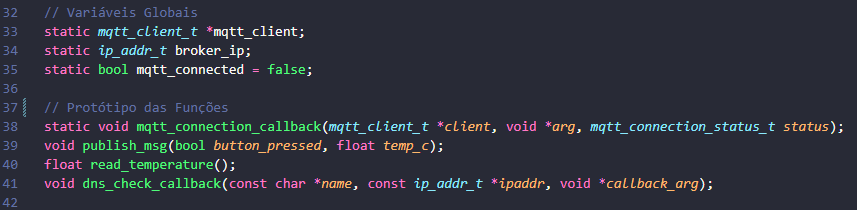 32 // Variáveis Globais
33 static mqtt_client_t *mqtt_client;
34 static ip_addr_t broker_ip;
35 static bool mqtt_connected = false;
36
37 // Protótipo das Funções
38 static void mqtt_connection_callback(mqtt_client_t *client, void *arg, mqtt_connection_status_t status);
39 void publish_msg(bool button_pressed, float temp_c);
40 float read_temperature();
41 void dns_check_callback(const char *name, const ip_addr_t *ipaddr, void *callback_arg);
42